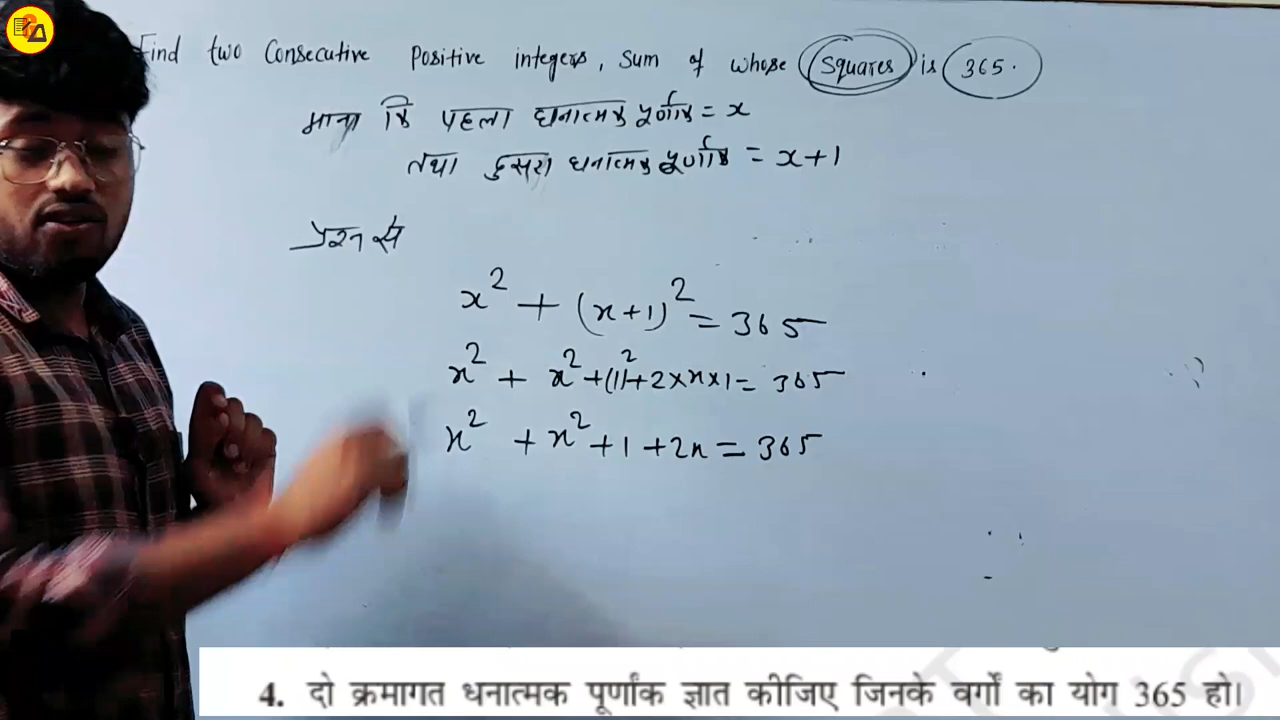 Find two Consecutive Positive integers, Sum of whose Squares is 365.
माना कि पहला धनात्मक पूर्णांक = x
तथा दुसरा धनात्मक पूर्णांक = x+1
प्रश्न से
x² + (x+1)² = 365
x² + x² + (1)² + 2×x×1 = 365
x² + x² + 1 + 2x = 365
4. दो क्रमागत धनात्मक पूर्णांक ज्ञात कीजिए जिनके वर्गों का योग 365 हो।